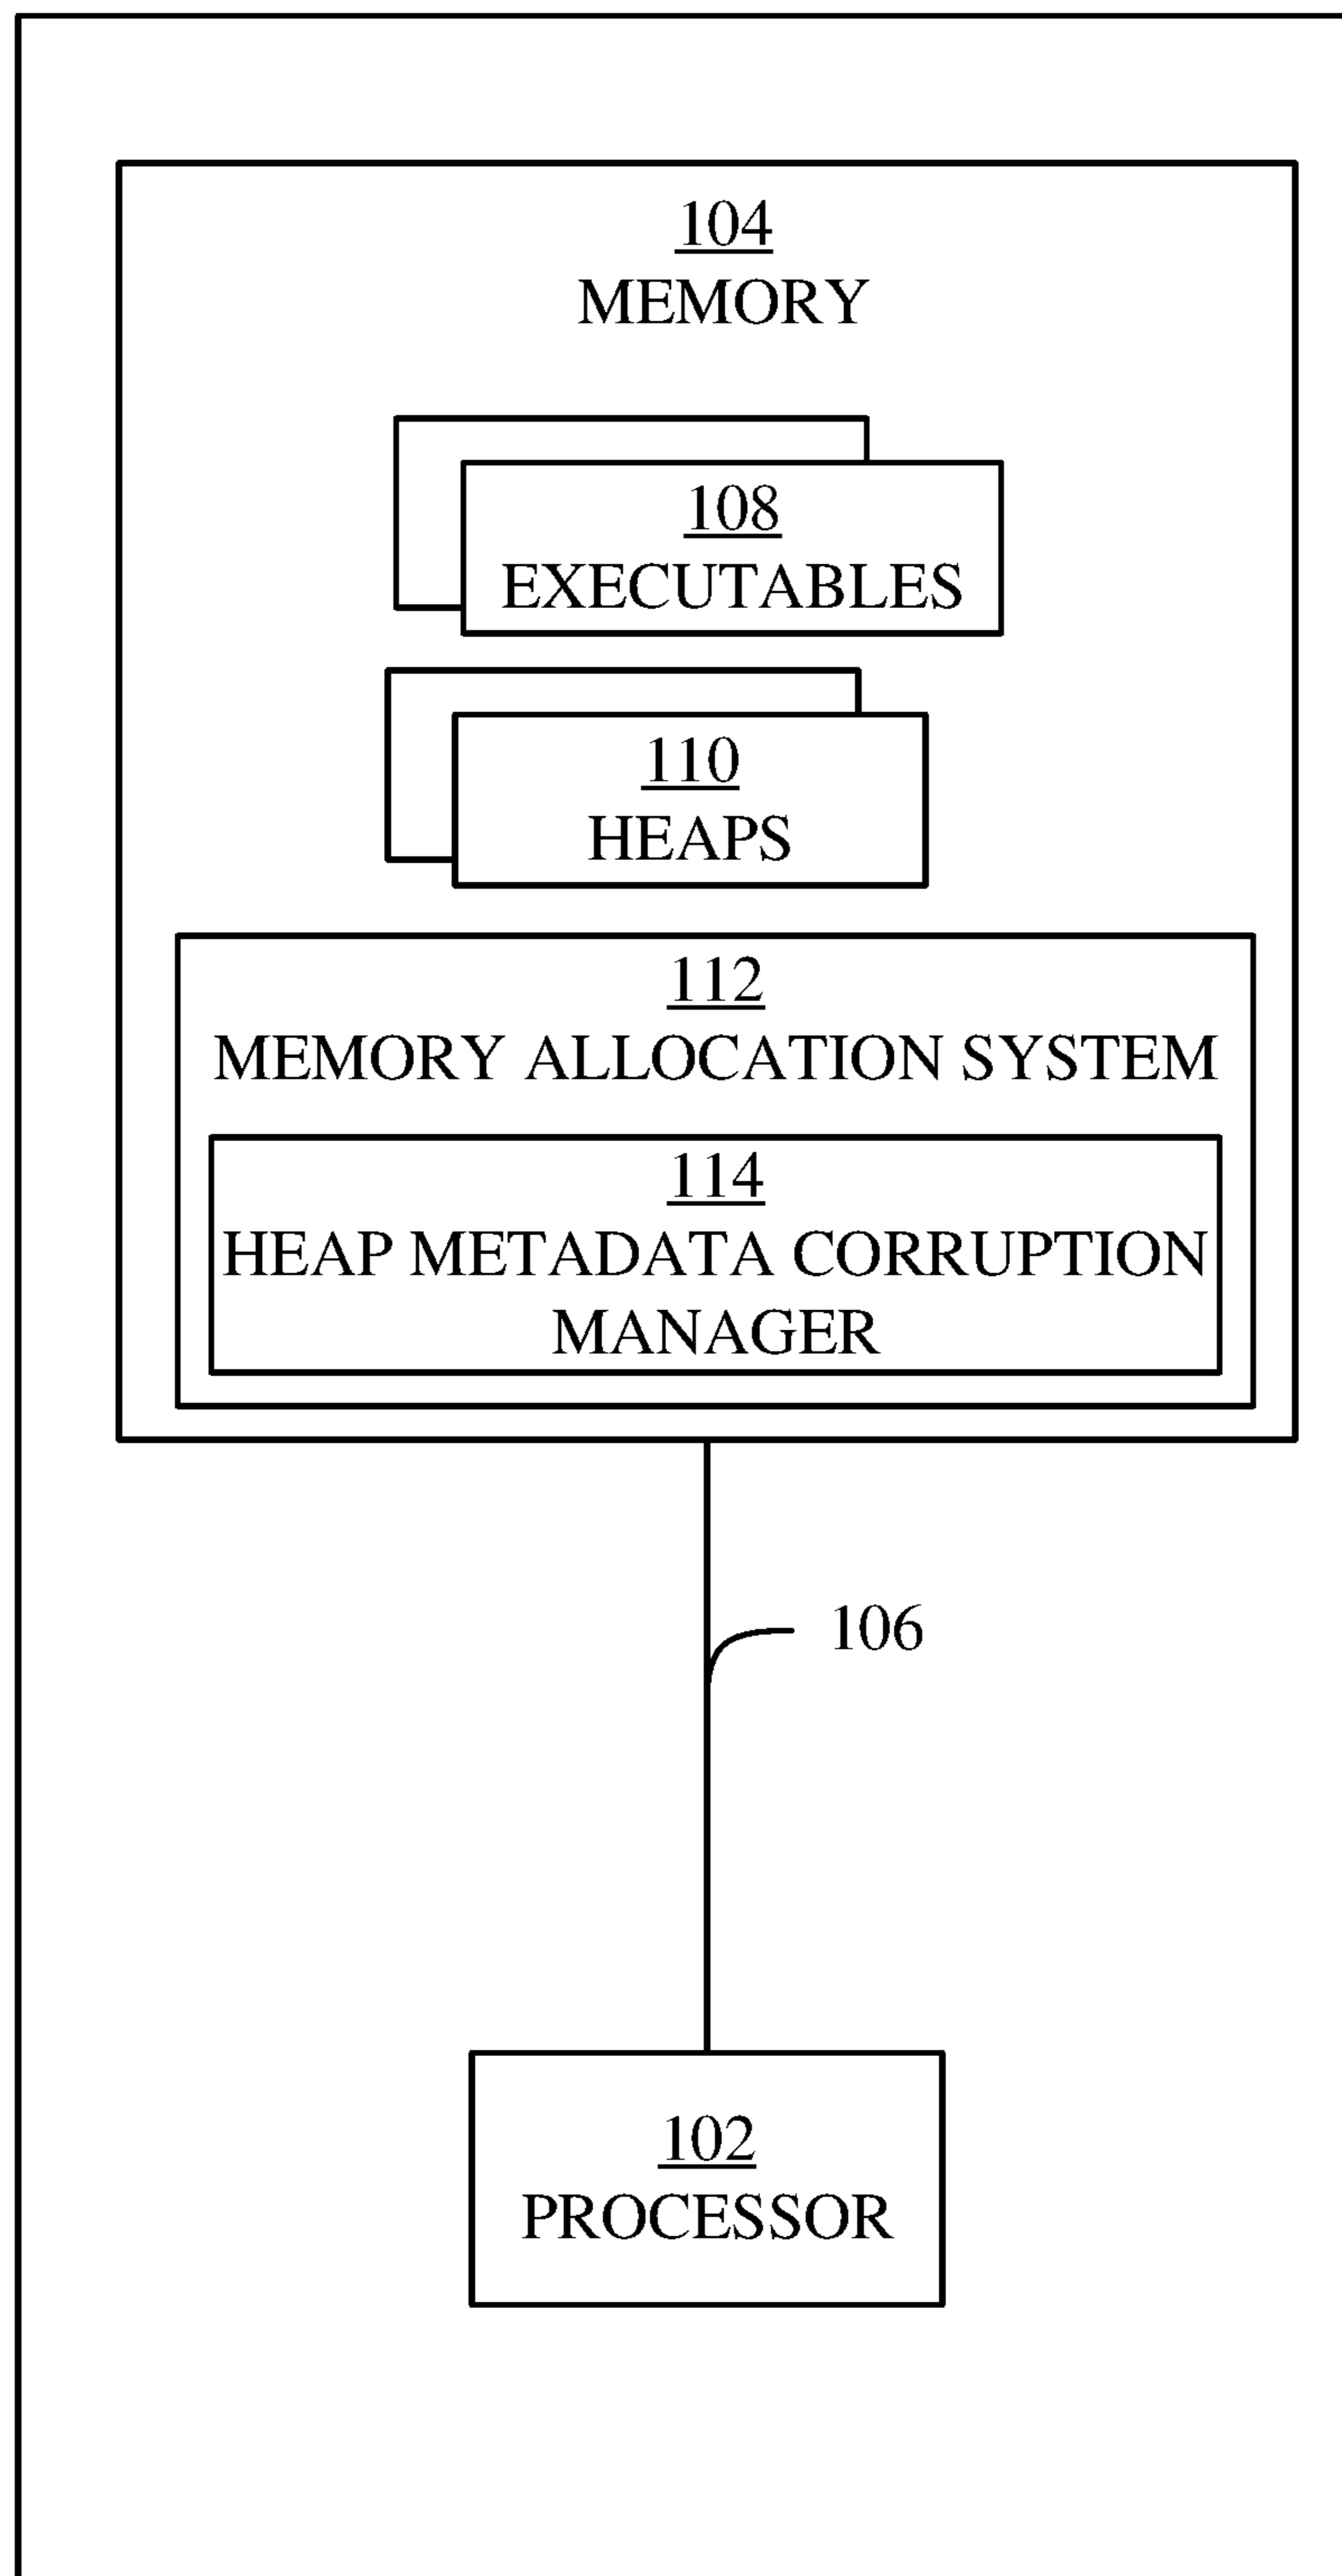 104
MEMORY
108
EXECUTABLES
110
HEAPS
112
MEMORY ALLOCATION SYSTEM
114
HEAP METADATA CORRUPTION
MANAGER
106
102
PROCESSOR